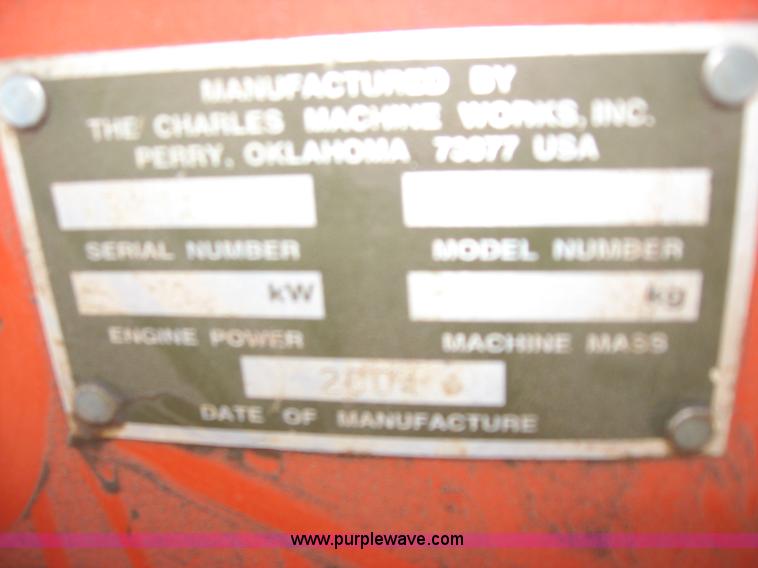 MANUFACTURED BY
THE CHARLES MACHINE WORKS, INC.
PERRY, OKLAHOMA 73077 USA
SERIAL NUMBER
MODEL NUMBER
kW
kg
ENGINE POWER
MACHINE MASS
2004
DATE OF MANUFACTURE
www.purplewave.com